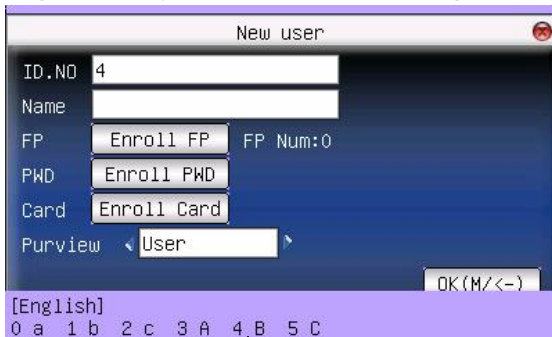 New user
ID.NO 4
Name
FP Enroll FP FP Num:0
PWD Enroll PWD
Card Enroll Card
Purview User
OK(M/<-)
[English]
0 a 1 b 2 c 3 A 4 B 5 C